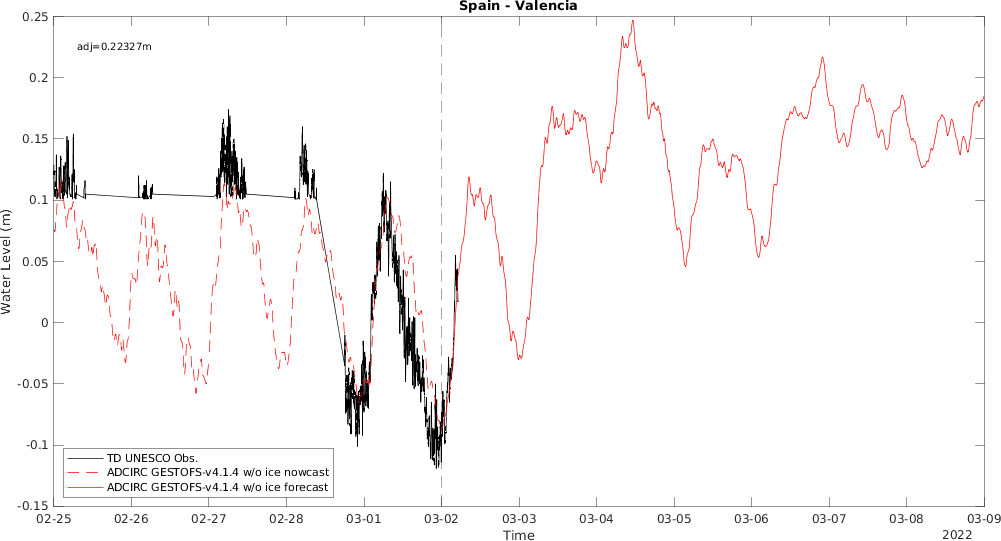 Spain - Valencia
adj=0.22327m
0.25
0.2
0.15
0.1
0.05
0
-0.05
-0.1
-0.15
Water Level (m)
TD UNESCO Obs.
ADCIRC GESTOFS-v4.1.4 w/o ice nowcast
ADCIRC GESTOFS-v4.1.4 w/o ice forecast
02-25 02-26 02-27 02-28 03-01 03-02 03-03 03-04 03-05 03-06 03-07 03-08 03-09
Time
2022